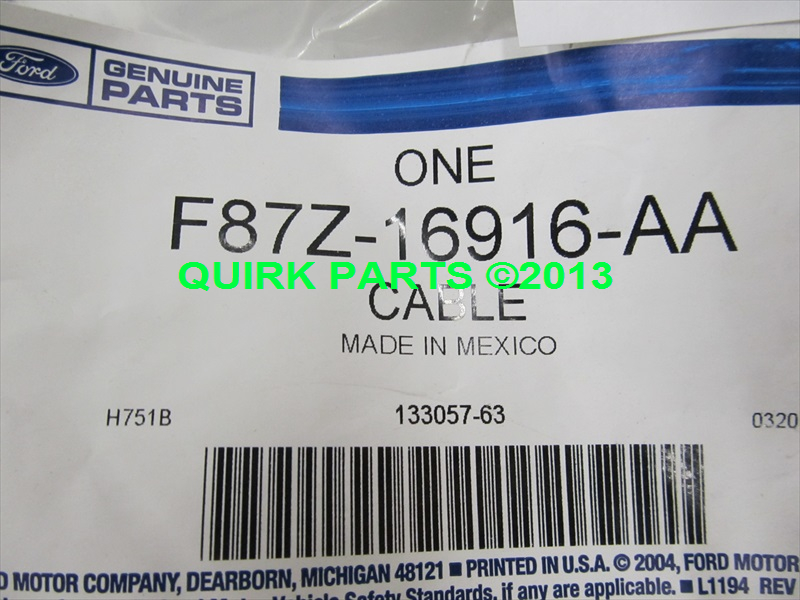 Ford
GENUINE
PARTS
ONE
F87Z-16916-AA
QUIRK PARTS ©2013
CABLE
MADE IN MEXICO
H751B 133057-63 0320
D MOTOR COMPANY, DEARBORN, MICHIGAN 48121 ■ PRINTED IN U.S.A. © 2004, FORD MOTOR
Vehicle Safety Standards, if any are applicable. ■ L1194 REV